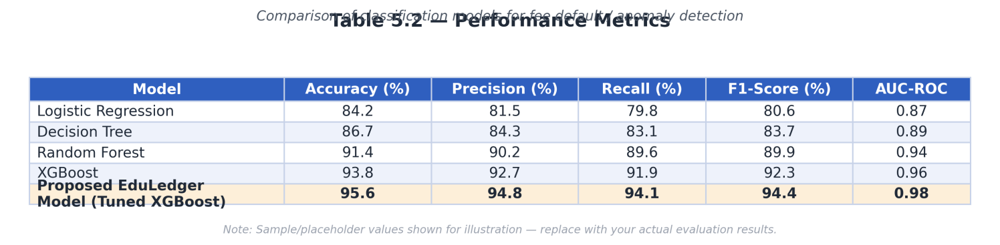 Comparison of classification models for fee default / anomaly detection
Table 5.2 — Performance Metrics
Model Accuracy (%) Precision (%) Recall (%) F1-Score (%) AUC-ROC
Logistic Regression 84.2 81.5 79.8 80.6 0.87
Decision Tree 86.7 84.3 83.1 83.7 0.89
Random Forest 91.4 90.2 89.6 89.9 0.94
XGBoost 93.8 92.7 91.9 92.3 0.96
Proposed EduLedger
Model (Tuned XGBoost) 95.6 94.8 94.1 94.4 0.98
Note: Sample/placeholder values shown for illustration — replace with your actual evaluation results.